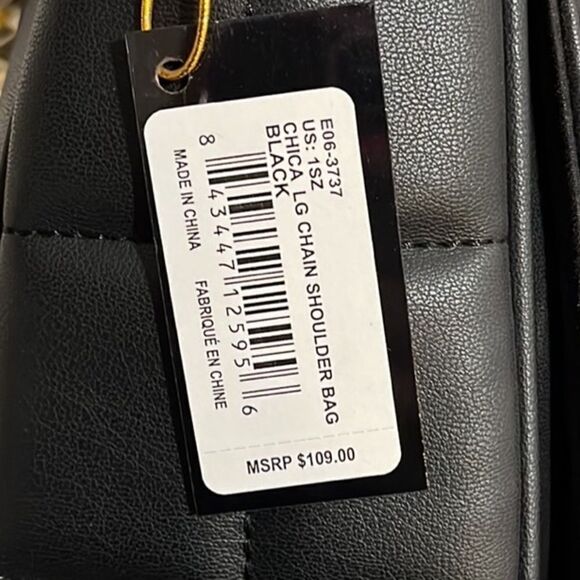 E06-3737
US: 1SZ
CHICA, LG CHAIN SHOULDER BAG
BLACK
8 43447 12595 6
MADE IN CHINA FABRIQUÉ EN CHINE
MSRP $109.00